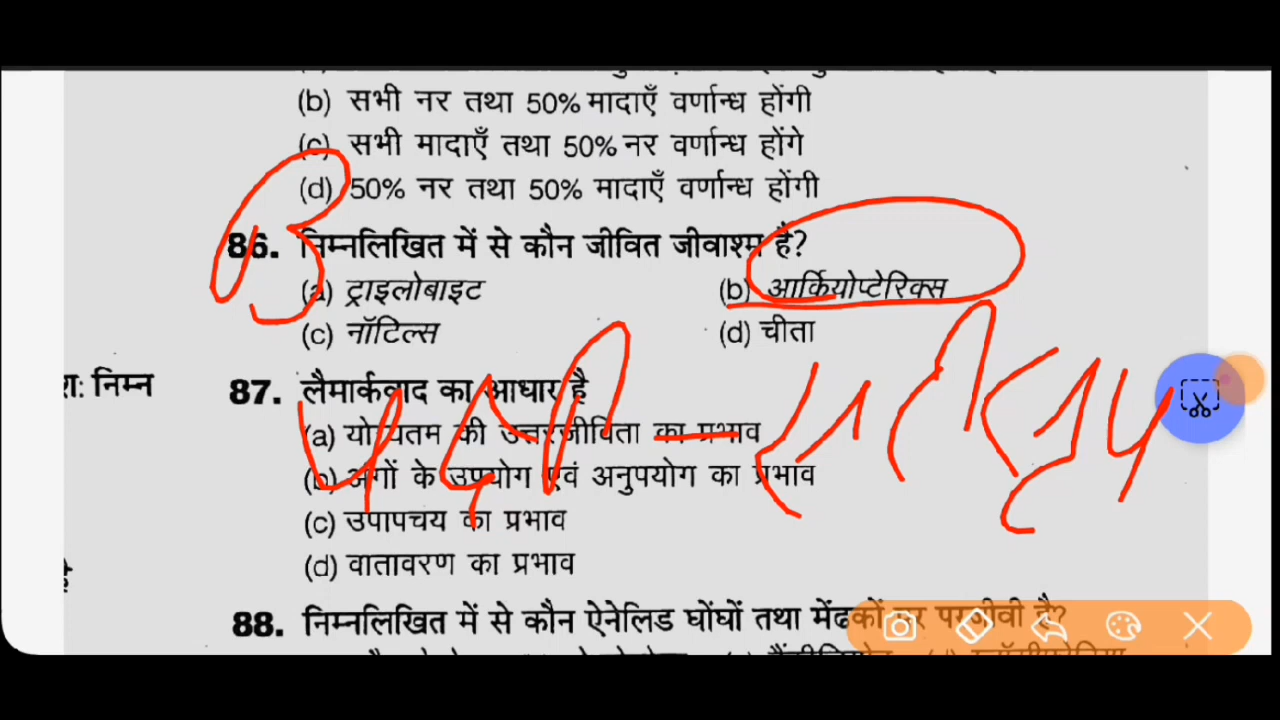 (b) सभी नर तथा 50% मादाएँ वर्णान्ध होंगी
(c) सभी मादाएँ तथा 50% नर वर्णान्ध होंगे
(d) 50% नर तथा 50% मादाएँ वर्णान्ध होंगी
86. निम्नलिखित में से कौन जीवित जीवाश्म है?
(a) ट्राइलोबाइट (b) आर्कियोप्टेरिक्स
(c) नॉटिल्स (d) चीता
निम्न
87. लैमार्कवाद का आधार है
(a) योग्यतम की उत्तरजीविता का प्रभाव
(b) अंगों के उपयोग एवं अनुपयोग का प्रभाव
(c) उपापचय का प्रभाव
(d) वातावरण का प्रभाव
88. निम्नलिखित में से कौन ऐनेलिड घोंघों तथा मेंढकों पर परजीवी है?